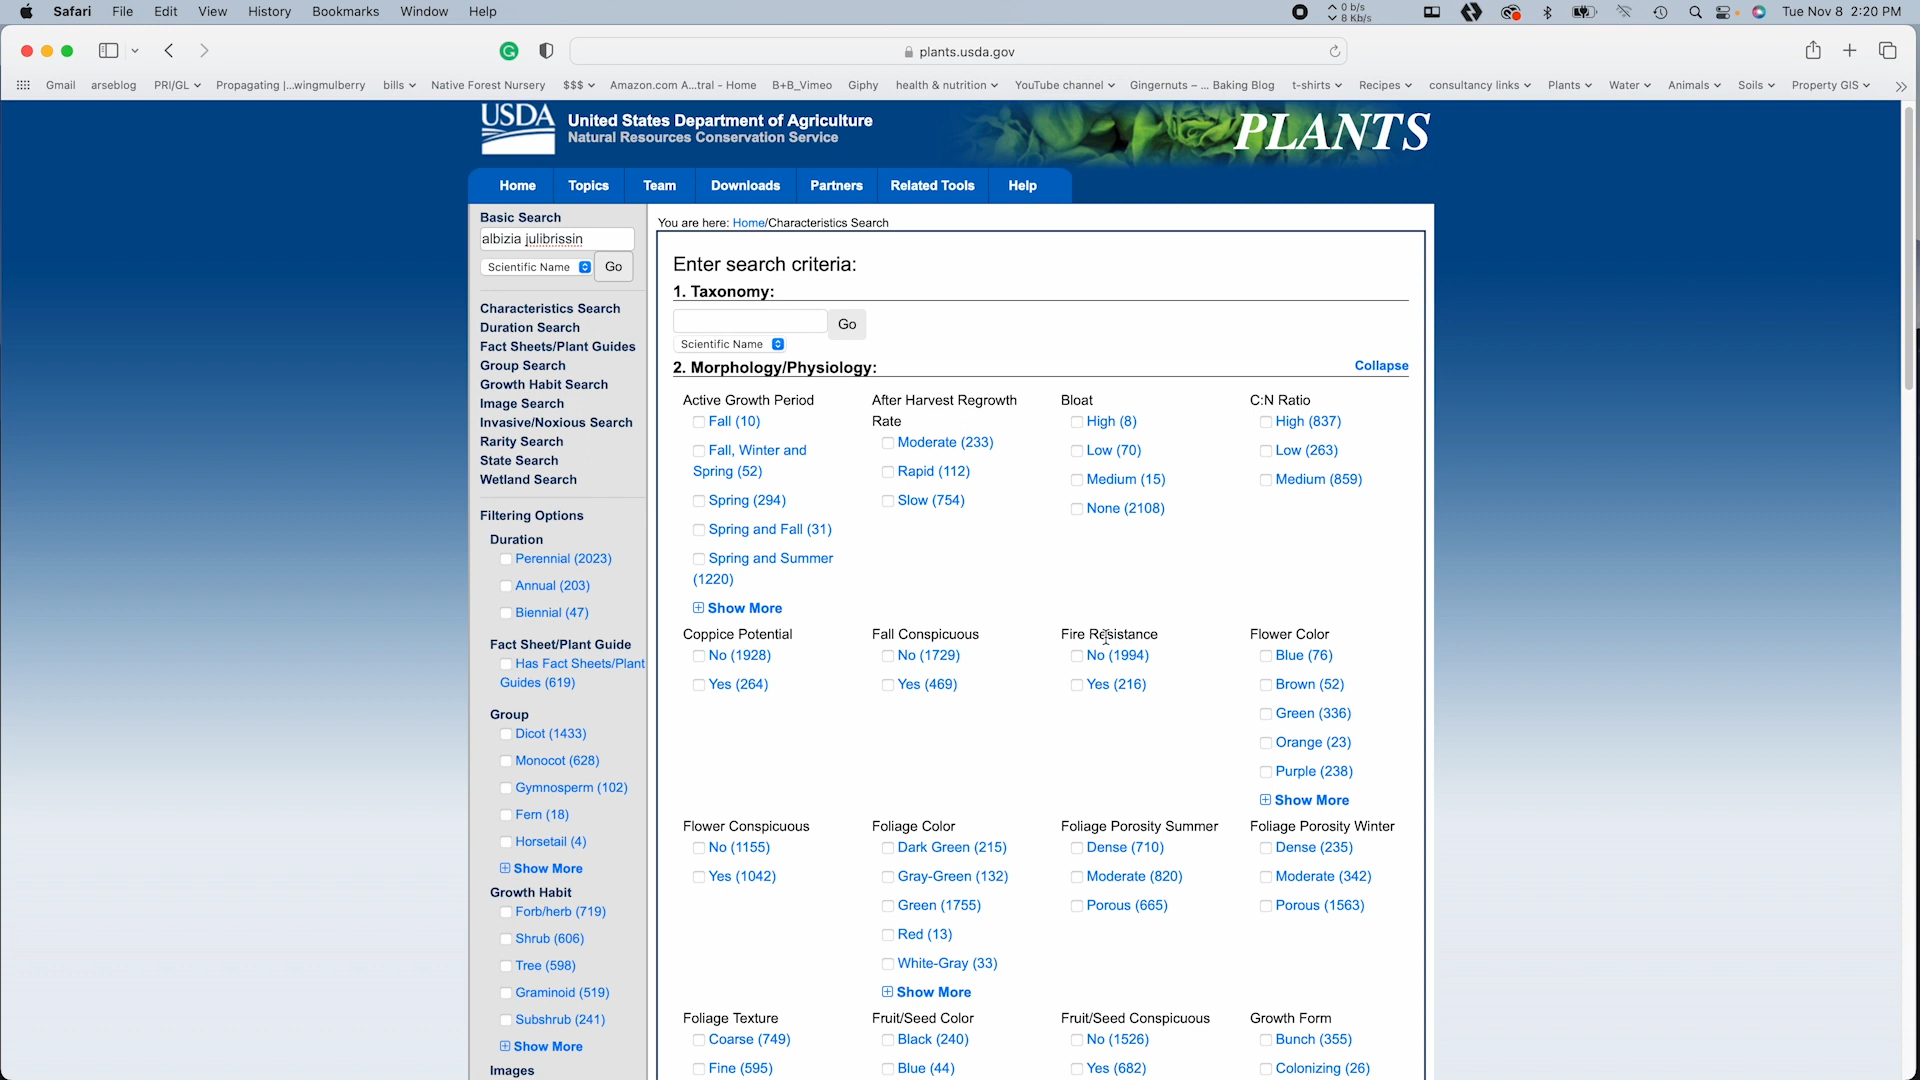 Safari File Edit View History Bookmarks Window Help 0 b/s 8 Kb/s Tue Nov 8 2:20 PM
plants.usda.gov
Gmail arseblog PRI/GL Propagating |...wingmulberry bills Native Forest Nursery $$$ Amazon.com A...tral - Home B+B_Vimeo Giphy health & nutrition YouTube channel Gingernuts – ... Baking Blog t-shirts Recipes consultancy links Plants Water Animals Soils Property GIS
USDA United States Department of Agriculture
Natural Resources Conservation Service
PLANTS
Home Topics Team Downloads Partners Related Tools Help
Basic Search
albizia julibrissin
Scientific Name Go
Characteristics Search
Duration Search
Fact Sheets/Plant Guides
Group Search
Growth Habit Search
Image Search
Invasive/Noxious Search
Rarity Search
State Search
Wetland Search
Filtering Options
Duration
Perennial (2023)
Annual (203)
Biennial (47)
Fact Sheet/Plant Guide
Has Fact Sheets/Plant
Guides (619)
Group
Dicot (1433)
Monocot (628)
Gymnosperm (102)
Fern (18)
Horsetail (4)
Show More
Growth Habit
Forb/herb (719)
Shrub (606)
Tree (598)
Graminoid (519)
Subshrub (241)
Show More
Images
You are here: Home/Characteristics Search
Enter search criteria:
1. Taxonomy:
Go
Scientific Name
2. Morphology/Physiology: Collapse
Active Growth Period
Fall (10)
Fall, Winter and
Spring (52)
Spring (294)
Spring and Fall (31)
Spring and Summer
(1220)
Show More
After Harvest Regrowth
Rate
Moderate (233)
Rapid (112)
Slow (754)
Bloat
High (8)
Low (70)
Medium (15)
None (2108)
C:N Ratio
High (837)
Low (263)
Medium (859)
Coppice Potential
No (1928)
Yes (264)
Fall Conspicuous
No (1729)
Yes (469)
Fire Resistance
No (1994)
Yes (216)
Flower Color
Blue (76)
Brown (52)
Green (336)
Orange (23)
Purple (238)
Show More
Flower Conspicuous
No (1155)
Yes (1042)
Foliage Color
Dark Green (215)
Gray-Green (132)
Green (1755)
Red (13)
White-Gray (33)
Show More
Foliage Porosity Summer
Dense (710)
Moderate (820)
Porous (665)
Foliage Porosity Winter
Dense (235)
Moderate (342)
Porous (1563)
Foliage Texture
Coarse (749)
Fine (595)
Fruit/Seed Color
Black (240)
Blue (44)
Fruit/Seed Conspicuous
No (1526)
Yes (682)
Growth Form
Bunch (355)
Colonizing (26)